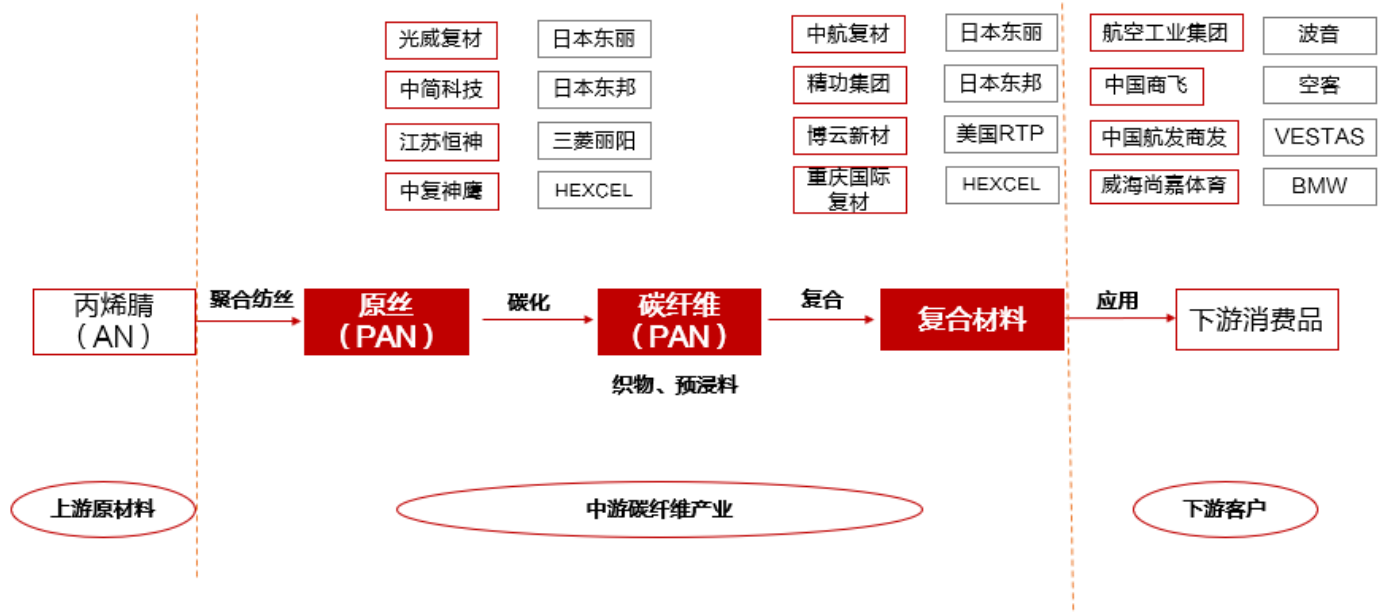 光威复材
日本东丽
中简科技
日本东邦
江苏恒神
三菱丽阳
中复神鹰
HEXCEL
中航复材
日本东丽
精功集团
日本东邦
博云新材
美国RTP
重庆国际
复材
HEXCEL
航空工业集团
波音
中国商飞
空客
中国航发商发
VESTAS
威海尚嘉体育
BMW
丙烯腈
（AN）
聚合纺丝
原丝
（PAN）
碳化
碳纤维
（PAN）
复合
复合材料
应用
下游消费品
织物、预浸料
上游原材料
中游碳纤维产业
下游客户